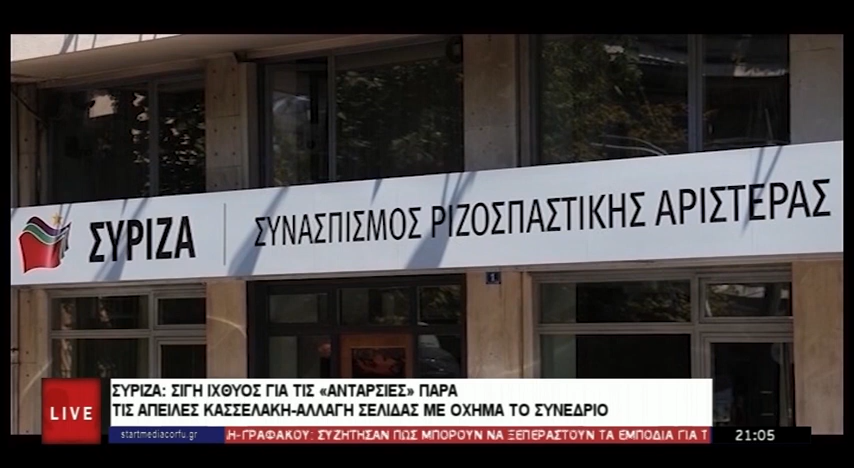 ΣΥΡΙΖΑ ΣΥΝΑΣΠΙΣΜΟΣ ΡΙΖΟΣΠΑΣΤΙΚΗΣ ΑΡΙΣΤΕΡΑΣ
1
ΣΥΡΙΖΑ: ΣΙΓΗ ΙΧΘΥΟΣ ΓΙΑ ΤΙΣ «ΑΝΤΑΡΣΙΕΣ» ΠΑΡΑ
ΤΙΣ ΑΠΕΙΛΕΣ ΚΑΣΣΕΛΑΚΗ-ΑΛΛΑΓΗ ΣΕΛΙΔΑΣ ΜΕ ΟΧΗΜΑ ΤΟ ΣΥΝΕΔΡΙΟ
LIVE
startmediacorfu.gr Η-ΓΡΑΦΑΚΟΥ: ΣΥΖΗΤΗΣΑΝ ΠΩΣ ΜΠΟΡΟΥΝ ΝΑ ΞΕΠΕΡΑΣΤΟΥΝ ΤΑ ΕΜΠΟΔΙΑ ΓΙΑ Τ 21:05